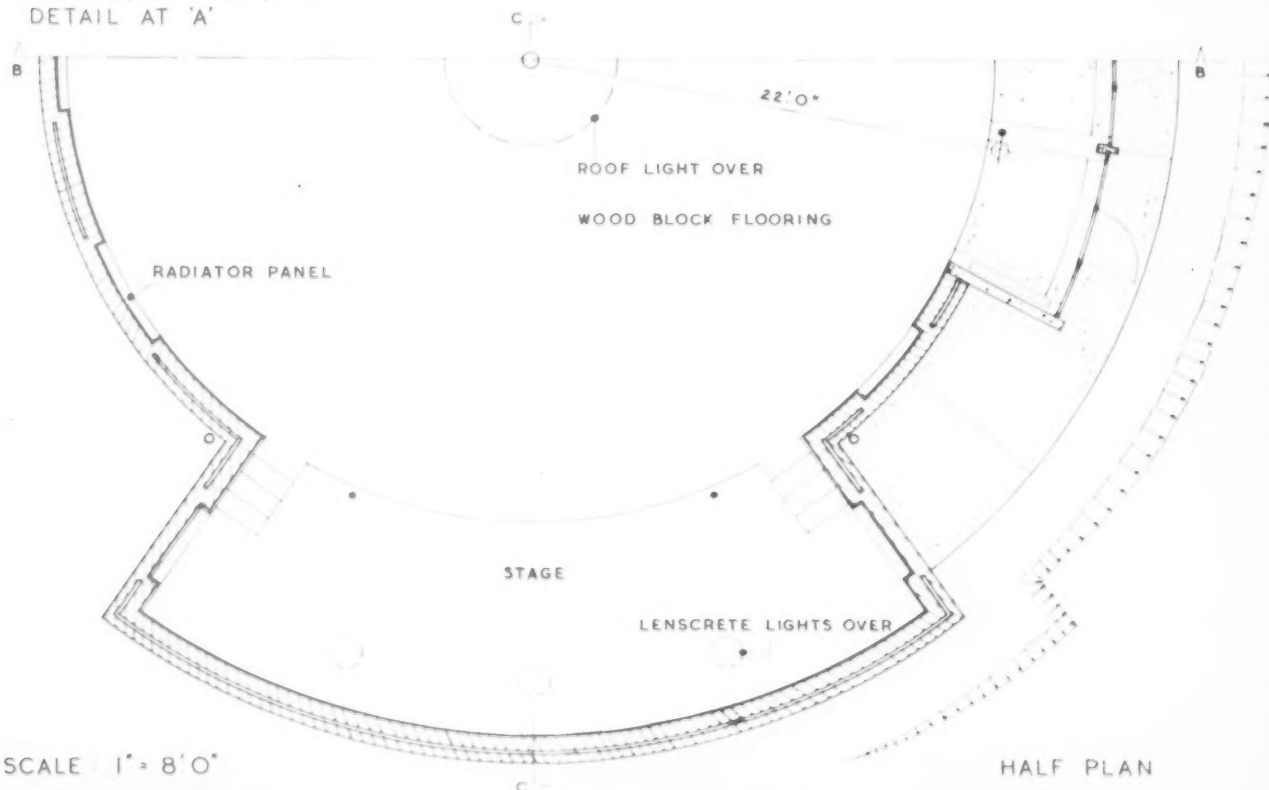 DETAIL AT 'A'
C
B
B
22'0"
ROOF LIGHT OVER
WOOD BLOCK FLOORING
RADIATOR PANEL
STAGE
LENSCRETE LIGHTS OVER
SCALE 1" = 8'0"
HALF PLAN
C